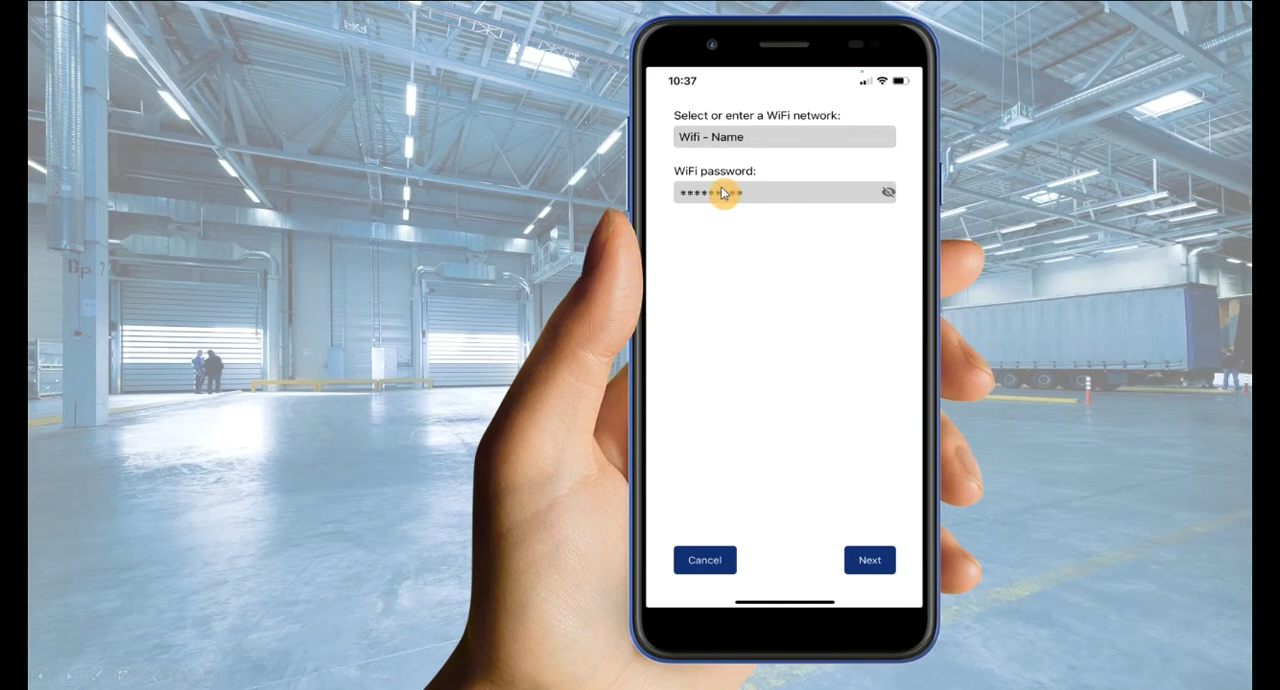 10:37
Select or enter a WiFi network:
Wifi - Name
WiFi password:
*********
Cancel
Next